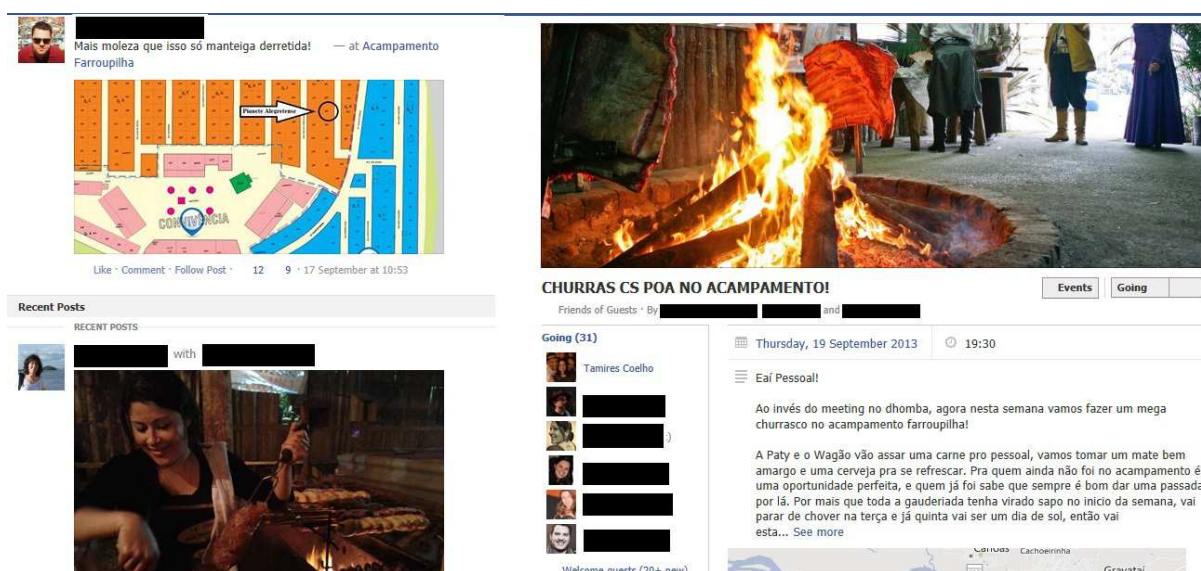 Mais moleza que isso só manteiga derretida! — at Acampamento
Farroupilha
Piquete Alegretense
CONVIVÊNCIA
Like · Comment · Follow Post · 12 9 · 17 September at 10:53
Recent Posts
RECENT POSTS
with
CHURRAS CS POA NO ACAMPAMENTO!
Events
Going
Friends of Guests · By and
Going (31)
Tamires Coelho
:)
Welcome guests (20+ new)
Thursday, 19 September 2013
19:30
Eaí Pessoal!
Ao invés do meeting no dhomba, agora nesta semana vamos fazer um mega
churrasco no acampamento farroupilha!
A Paty e o Wagão vão assar uma carne pro pessoal, vamos tomar um mate bem
amargo e uma cerveja pra se refrescar. Pra quem ainda não foi no acampamento é
uma oportunidade perfeita, e quem já foi sabe que sempre é bom dar uma passada
por lá. Por mais que toda a gauderiada tenha virado sapo no inicio da semana, vai
parar de chover na terça e já quinta vai ser um dia de sol, então vai
esta... See more
Canoas Cachoeirinha
Gravataí